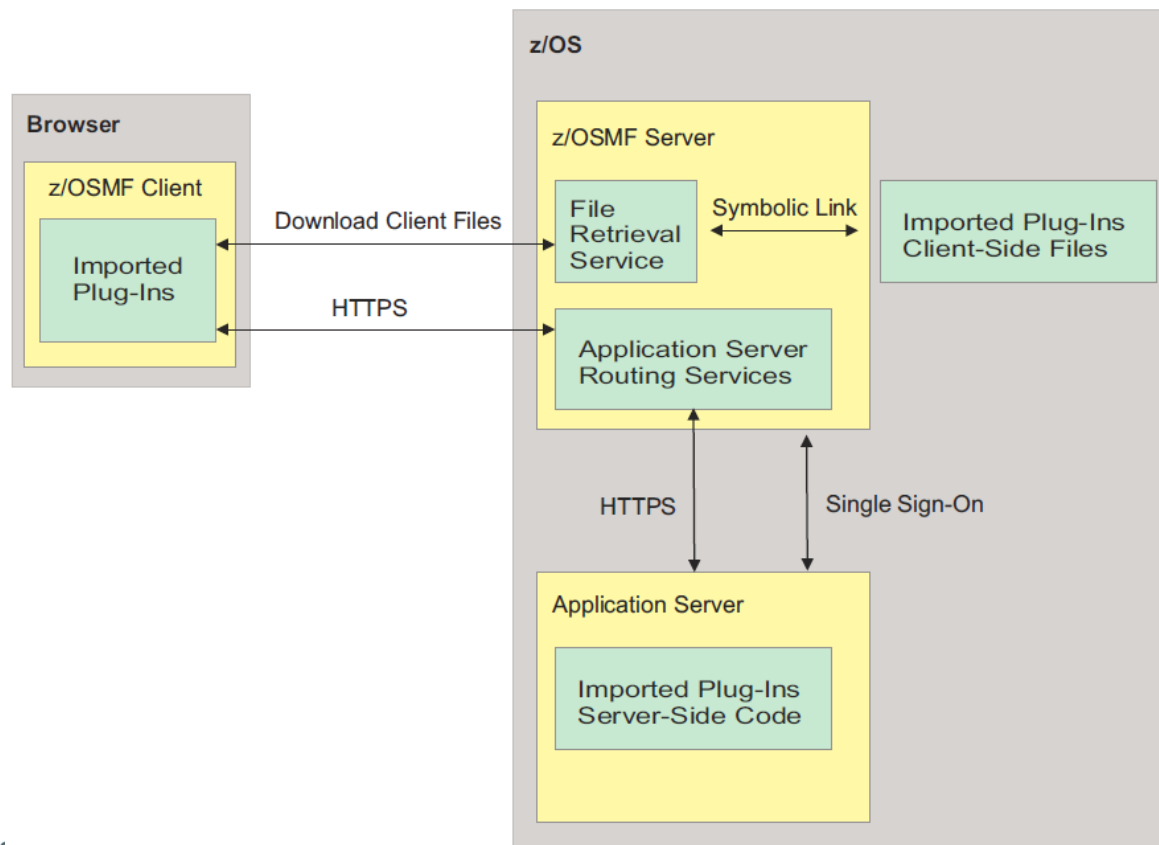 z/OS
Browser
z/OSMF Server
z/OSMF Client
File
Retrieval
Service
Symbolic Link
Imported Plug-Ins
Client-Side Files
Download Client Files
Imported
Plug-Ins
HTTPS
Application Server
Routing Services
HTTPS
Single Sign-On
Application Server
Imported Plug-Ins
Server-Side Code